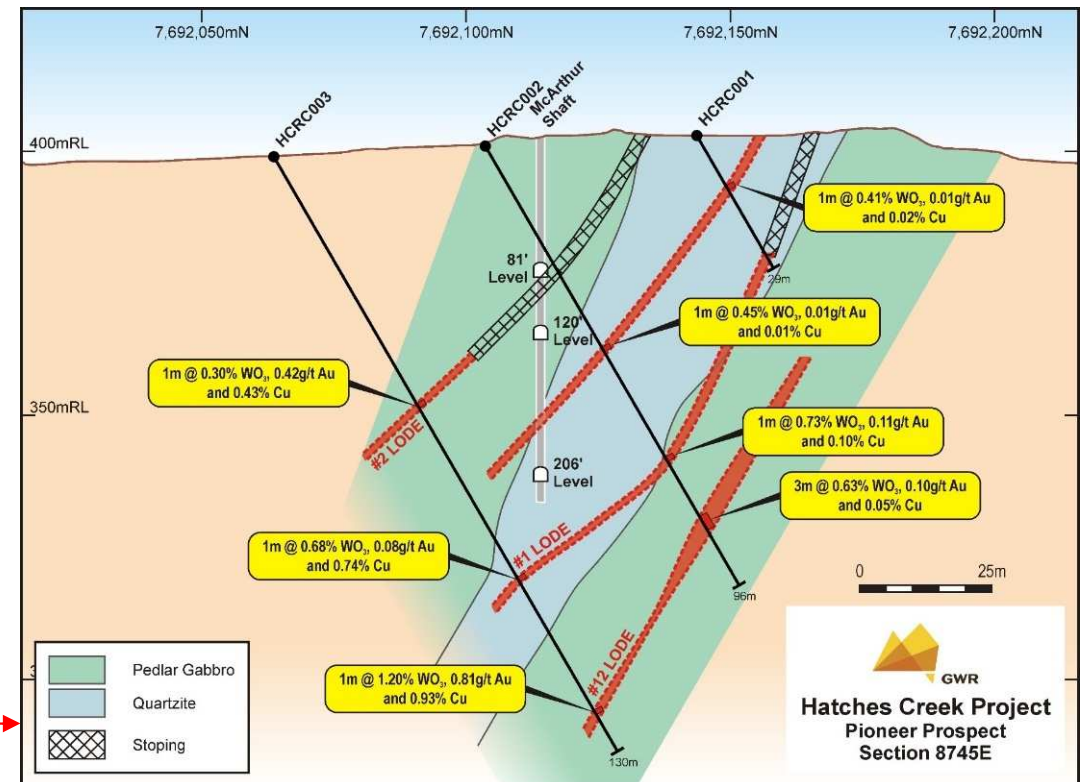 7,692,050mN
7,692,100mN
7,692,150mN
7,692,200mN
HCRC003
HCRC002
McArthur
Shaft
HCRC001
400mRL
350mRL
3
81'
Level
120'
Level
206'
Level
1m @ 0.41% WO₃, 0.01g/t Au
and 0.02% Cu
29m
1m @ 0.45% WO₃, 0.01g/t Au
and 0.01% Cu
1m @ 0.30% WO₃, 0.42g/t Au
and 0.43% Cu
#2 LODE
1m @ 0.73% WO₃, 0.11g/t Au
and 0.10% Cu
3m @ 0.63% WO₃, 0.10g/t Au
and 0.05% Cu
#1 LODE
1m @ 0.68% WO₃, 0.08g/t Au
and 0.74% Cu
96m
1m @ 1.20% WO₃, 0.81g/t Au
and 0.93% Cu
#12 LODE
130m
0 25m
Pedlar Gabbro
Quartzite
Stoping
GWR
Hatches Creek Project
Pioneer Prospect
Section 8745E